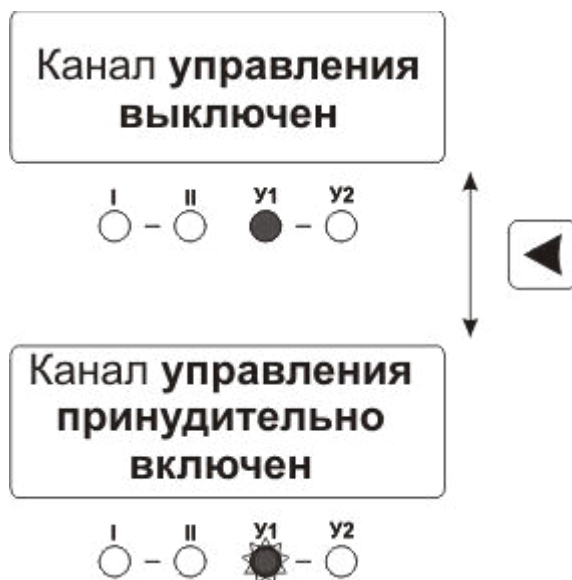 Канал управления
выключен
I II У1 У2
Канал управления
принудительно
включен
I II У1 У2